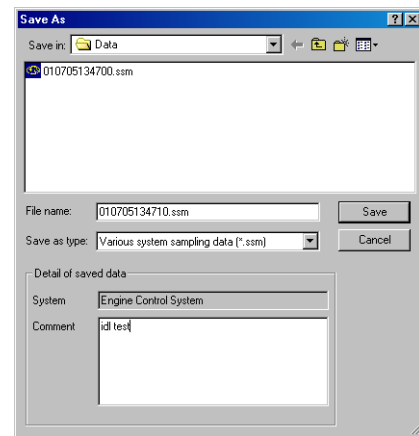 Save As
Save in: Data
010705134700.ssm
File name: 010705134710.ssm Save
Save as type: Various system sampling data (*.ssm) Cancel
Detail of saved data
System Engine Control System
Comment idl test